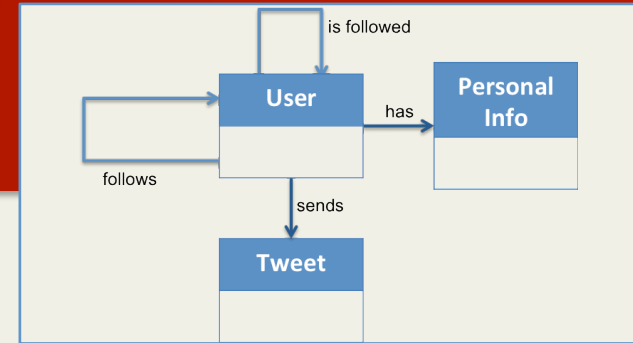 is followed
User
Personal
Info
has
follows
sends
Tweet